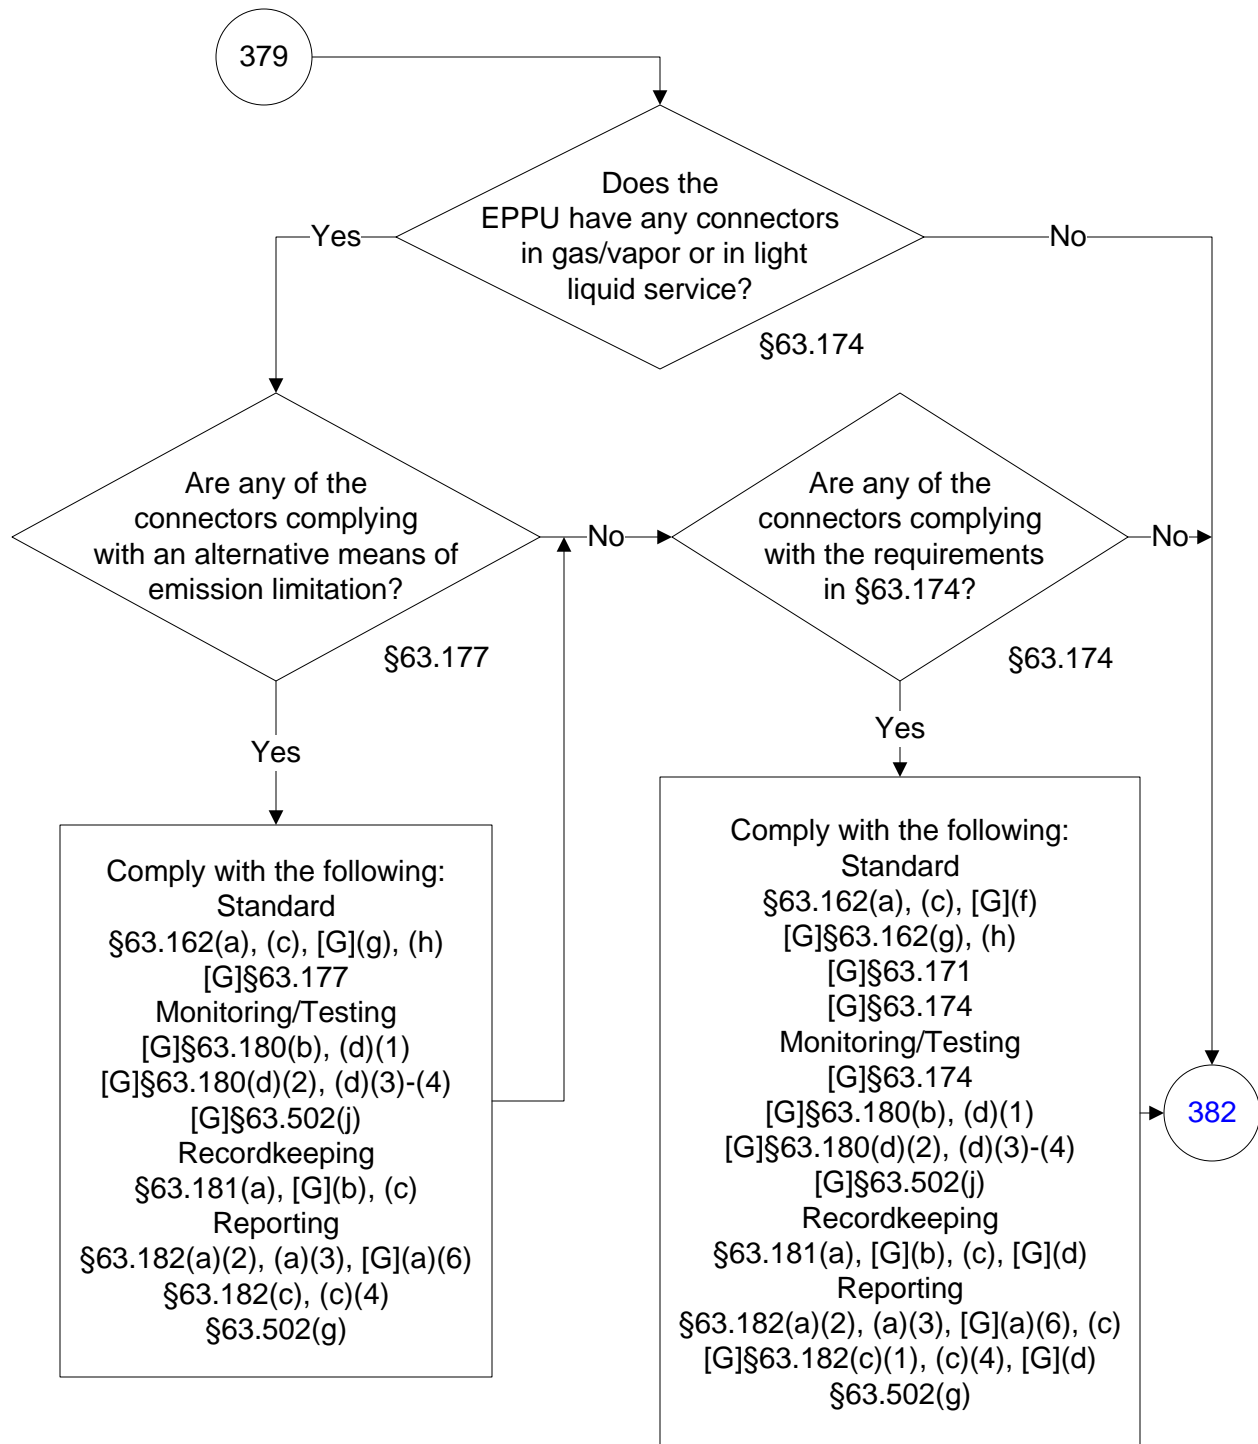 379
Does the
EPPU have any connectors
in gas/vapor or in light
liquid service?
Yes
No
§63.174
Are any of the
connectors complying
with an alternative means of
emission limitation?
No
§63.177
Yes
Are any of the
connectors complying
with the requirements
in §63.174?
No
§63.174
Yes
Comply with the following:
Standard
§63.162(a), (c), [G](g), (h)
[G]§63.177
Monitoring/Testing
[G]§63.180(b), (d)(1)
[G]§63.180(d)(2), (d)(3)-(4)
[G]§63.502(j)
Recordkeeping
§63.181(a), [G](b), (c)
Reporting
§63.182(a)(2), (a)(3), [G](a)(6)
§63.182(c), (c)(4)
§63.502(g)
Comply with the following:
Standard
§63.162(a), (c), [G](f)
[G]§63.162(g), (h)
[G]§63.171
[G]§63.174
Monitoring/Testing
[G]§63.174
[G]§63.180(b), (d)(1)
[G]§63.180(d)(2), (d)(3)-(4)
[G]§63.502(j)
Recordkeeping
§63.181(a), [G](b), (c), [G](d)
Reporting
§63.182(a)(2), (a)(3), [G](a)(6), (c)
[G]§63.182(c)(1), (c)(4), [G](d)
§63.502(g)
382